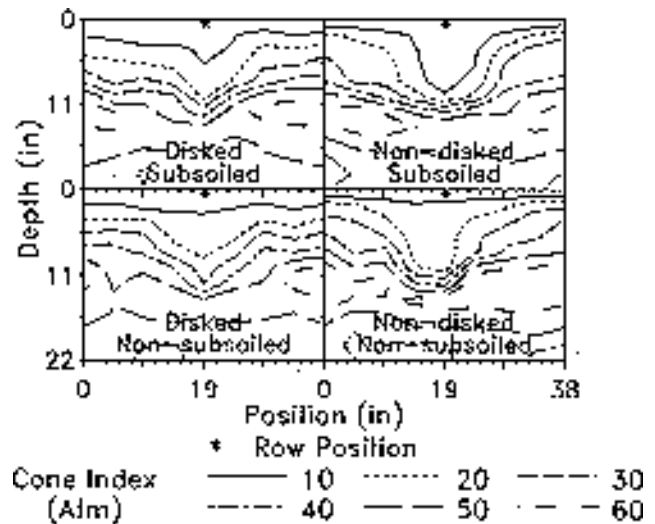 0
11
0
11
22
Depth (in)
Disked
Subsoiled
Non-disked
Subsoiled
Disked
Non-subsoiled
Non-disked
Non-subsoiled
0 19 0 19 38
Position (in)
* Row Position
Cone Index
(Atm)
10 20 30
40 50 60